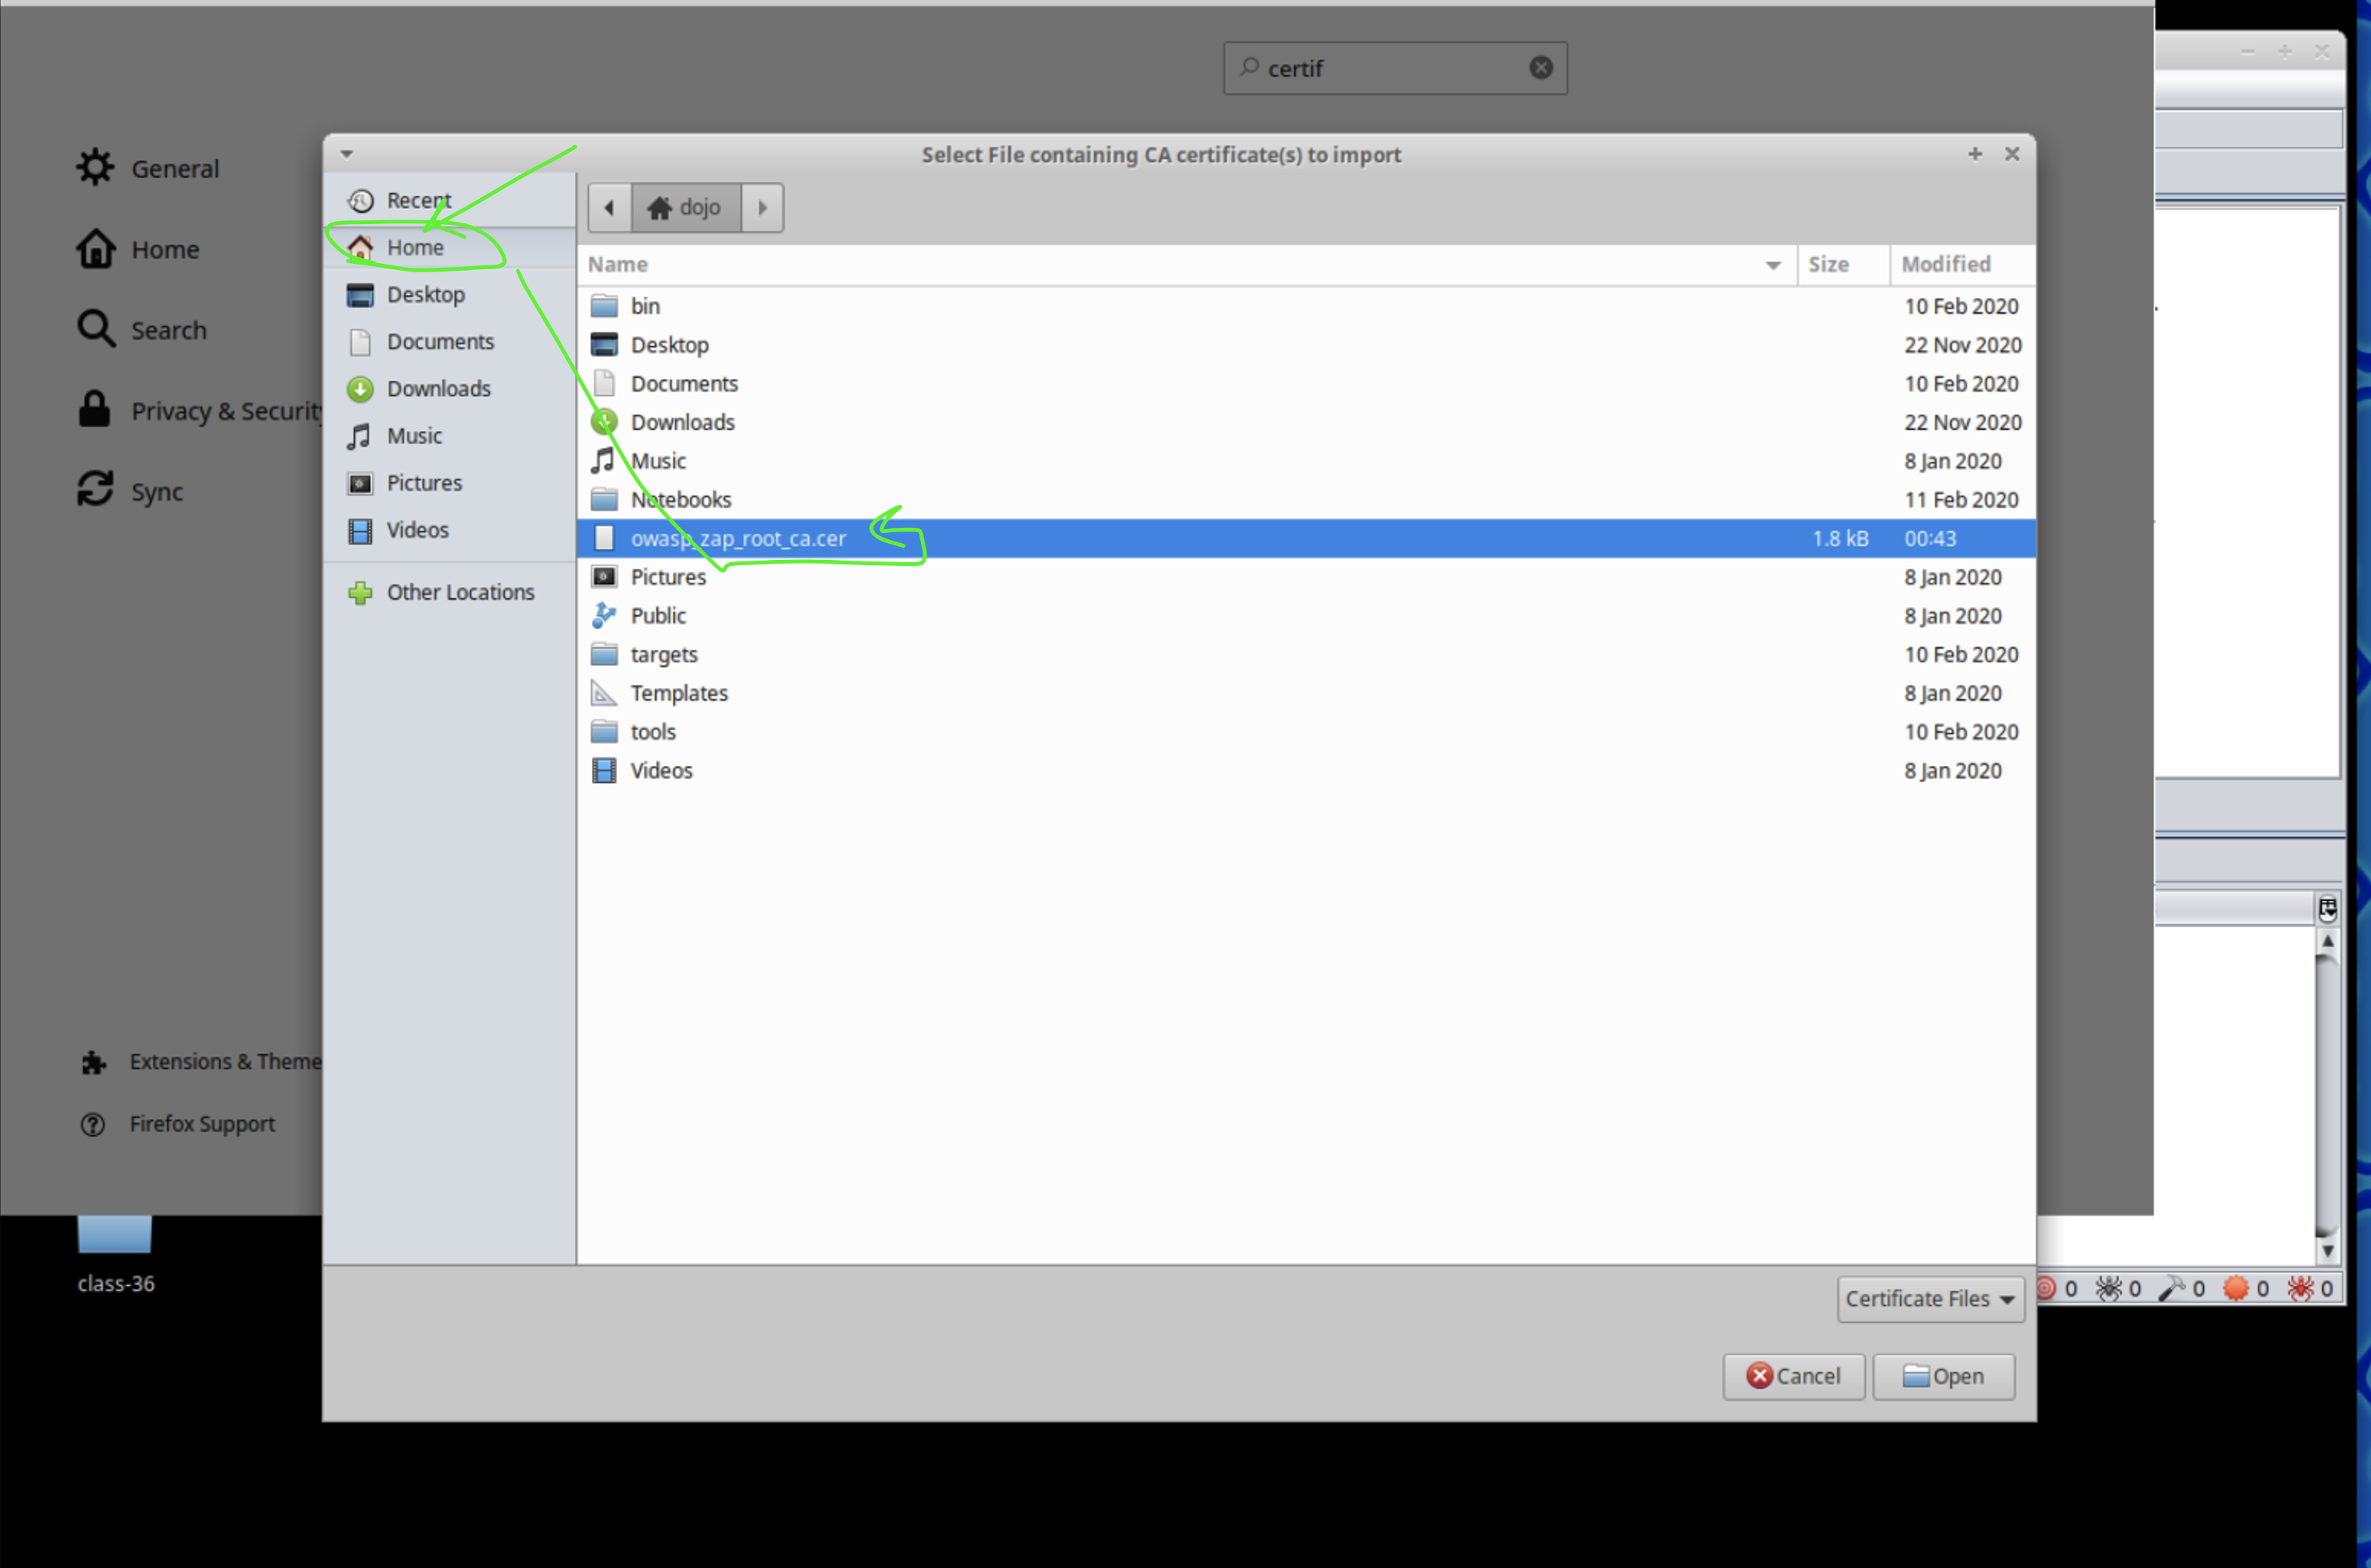 certif
General
Home
Search
Privacy & Security
Sync
Extensions & Theme
Firefox Support
class-36
Select File containing CA certificate(s) to import
Recent
Home
Desktop
Documents
Downloads
Music
Pictures
Videos
Other Locations
dojo
Name Size Modified
bin 10 Feb 2020
Desktop 22 Nov 2020
Documents 10 Feb 2020
Downloads 22 Nov 2020
Music 8 Jan 2020
Notebooks 11 Feb 2020
owasp_zap_root_ca.cer 1.8 kB 00:43
Pictures 8 Jan 2020
Public 8 Jan 2020
targets 10 Feb 2020
Templates 8 Jan 2020
tools 10 Feb 2020
Videos 8 Jan 2020
Certificate Files
Cancel Open
0 0 0 0 0